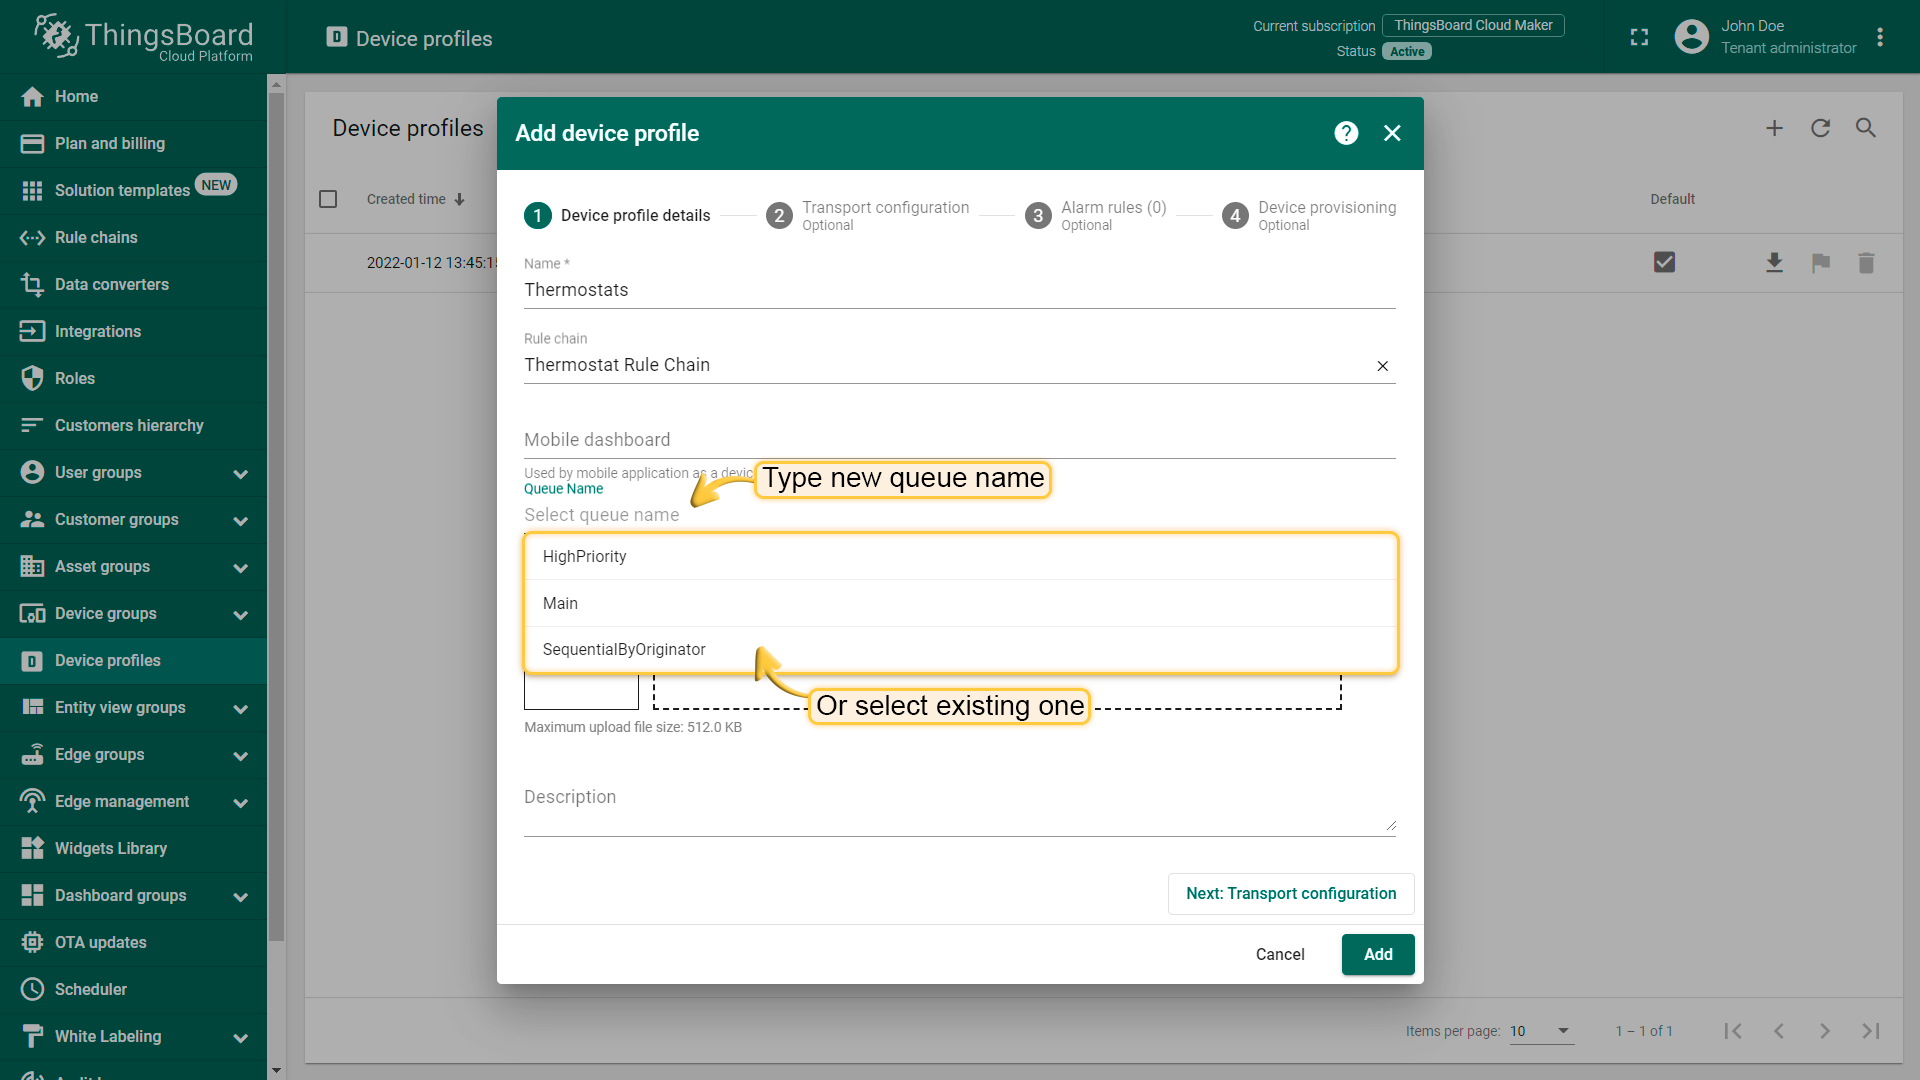 ThingsBoard
Cloud Platform
Device profiles
Current subscription ThingsBoard Cloud Maker
Status Active
John Doe
Tenant administrator
Home
Plan and billing
Solution templates NEW
Rule chains
Data converters
Integrations
Roles
Customers hierarchy
User groups
Customer groups
Asset groups
Device groups
Device profiles
Entity view groups
Edge groups
Edge management
Widgets Library
Dashboard groups
OTA updates
Scheduler
White Labeling
Device profiles
Created time
Default
2022-01-12 13:45:15
Add device profile
?
1 Device profile details
2 Transport configuration
Optional
3 Alarm rules (0)
Optional
4 Device provisioning
Optional
Name *
Thermostats
Rule chain
Thermostat Rule Chain
Mobile dashboard
Used by mobile application as a
Type new queue name
Queue Name
Select queue name
HighPriority
Main
SequentialByOriginator
Or select existing one
Maximum upload file size: 512.0 KB
Description
Next: Transport configuration
Cancel
Add
Items per page: 10
1 – 1 of 1